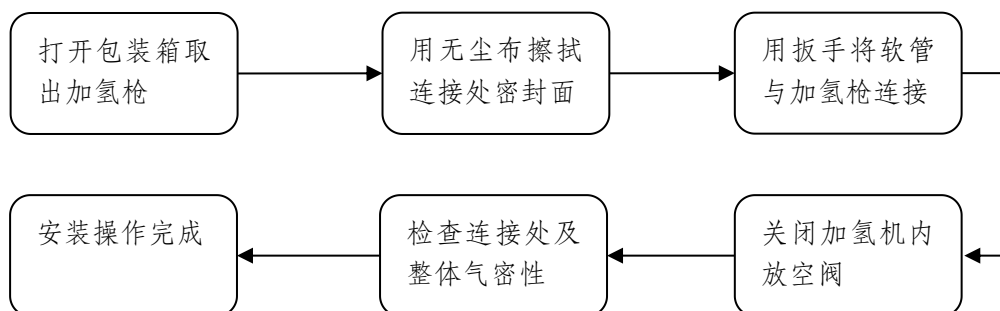 打开包装箱取
出加氢枪
用无尘布擦拭
连接处密封面
用扳手将软管
与加氢枪连接
关闭加氢机内
放空阀
检查连接处及
整体气密性
安装操作完成